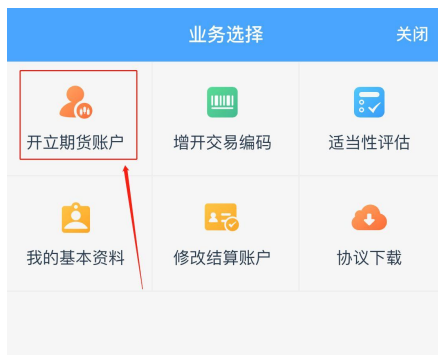 业务选择 关闭
开立期货账户 增开交易编码 适当性评估
我的基本资料 修改结算账户 协议下载